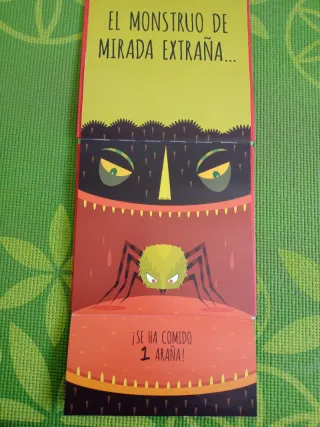 EL MONSTRUO DE
MIRADA EXTRAÑA...
¡SE HA COMIDO
1 ARAÑA!